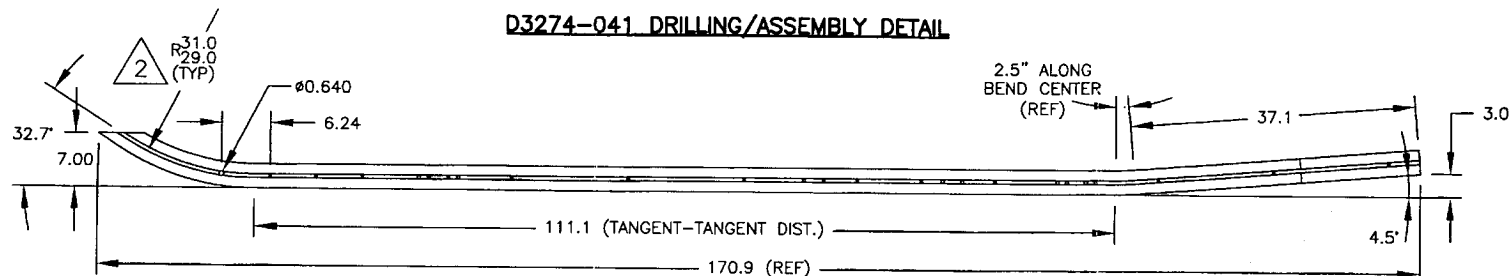 D3274-041 DRILLING/ASSEMBLY DETAIL
2
R31.0
29.0
(TYP)
ø0.640
2.5" ALONG
BEND CENTER
(REF)
6.24
37.1
3.0
32.7°
7.00
111.1 (TANGENT-TANGENT DIST.)
4.5°
170.9 (REF)